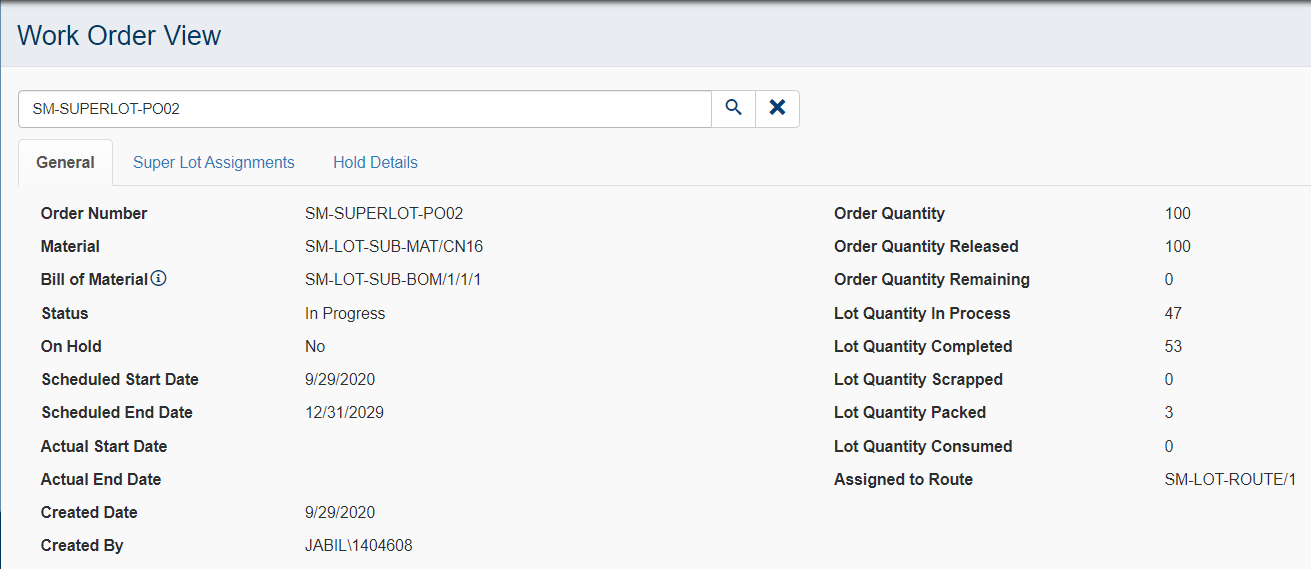 Work Order View
SM-SUPERLOT-PO02
General Super Lot Assignments Hold Details
Order Number SM-SUPERLOT-PO02 Order Quantity 100
Material SM-LOT-SUB-MAT/CN16 Order Quantity Released 100
Bill of Material SM-LOT-SUB-BOM/1/1/1 Order Quantity Remaining 0
Status In Progress Lot Quantity In Process 47
On Hold No Lot Quantity Completed 53
Scheduled Start Date 9/29/2020 Lot Quantity Scrapped 0
Scheduled End Date 12/31/2029 Lot Quantity Packed 3
Actual Start Date Lot Quantity Consumed 0
Actual End Date Assigned to Route SM-LOT-ROUTE/1
Created Date 9/29/2020
Created By JABIL\1404608